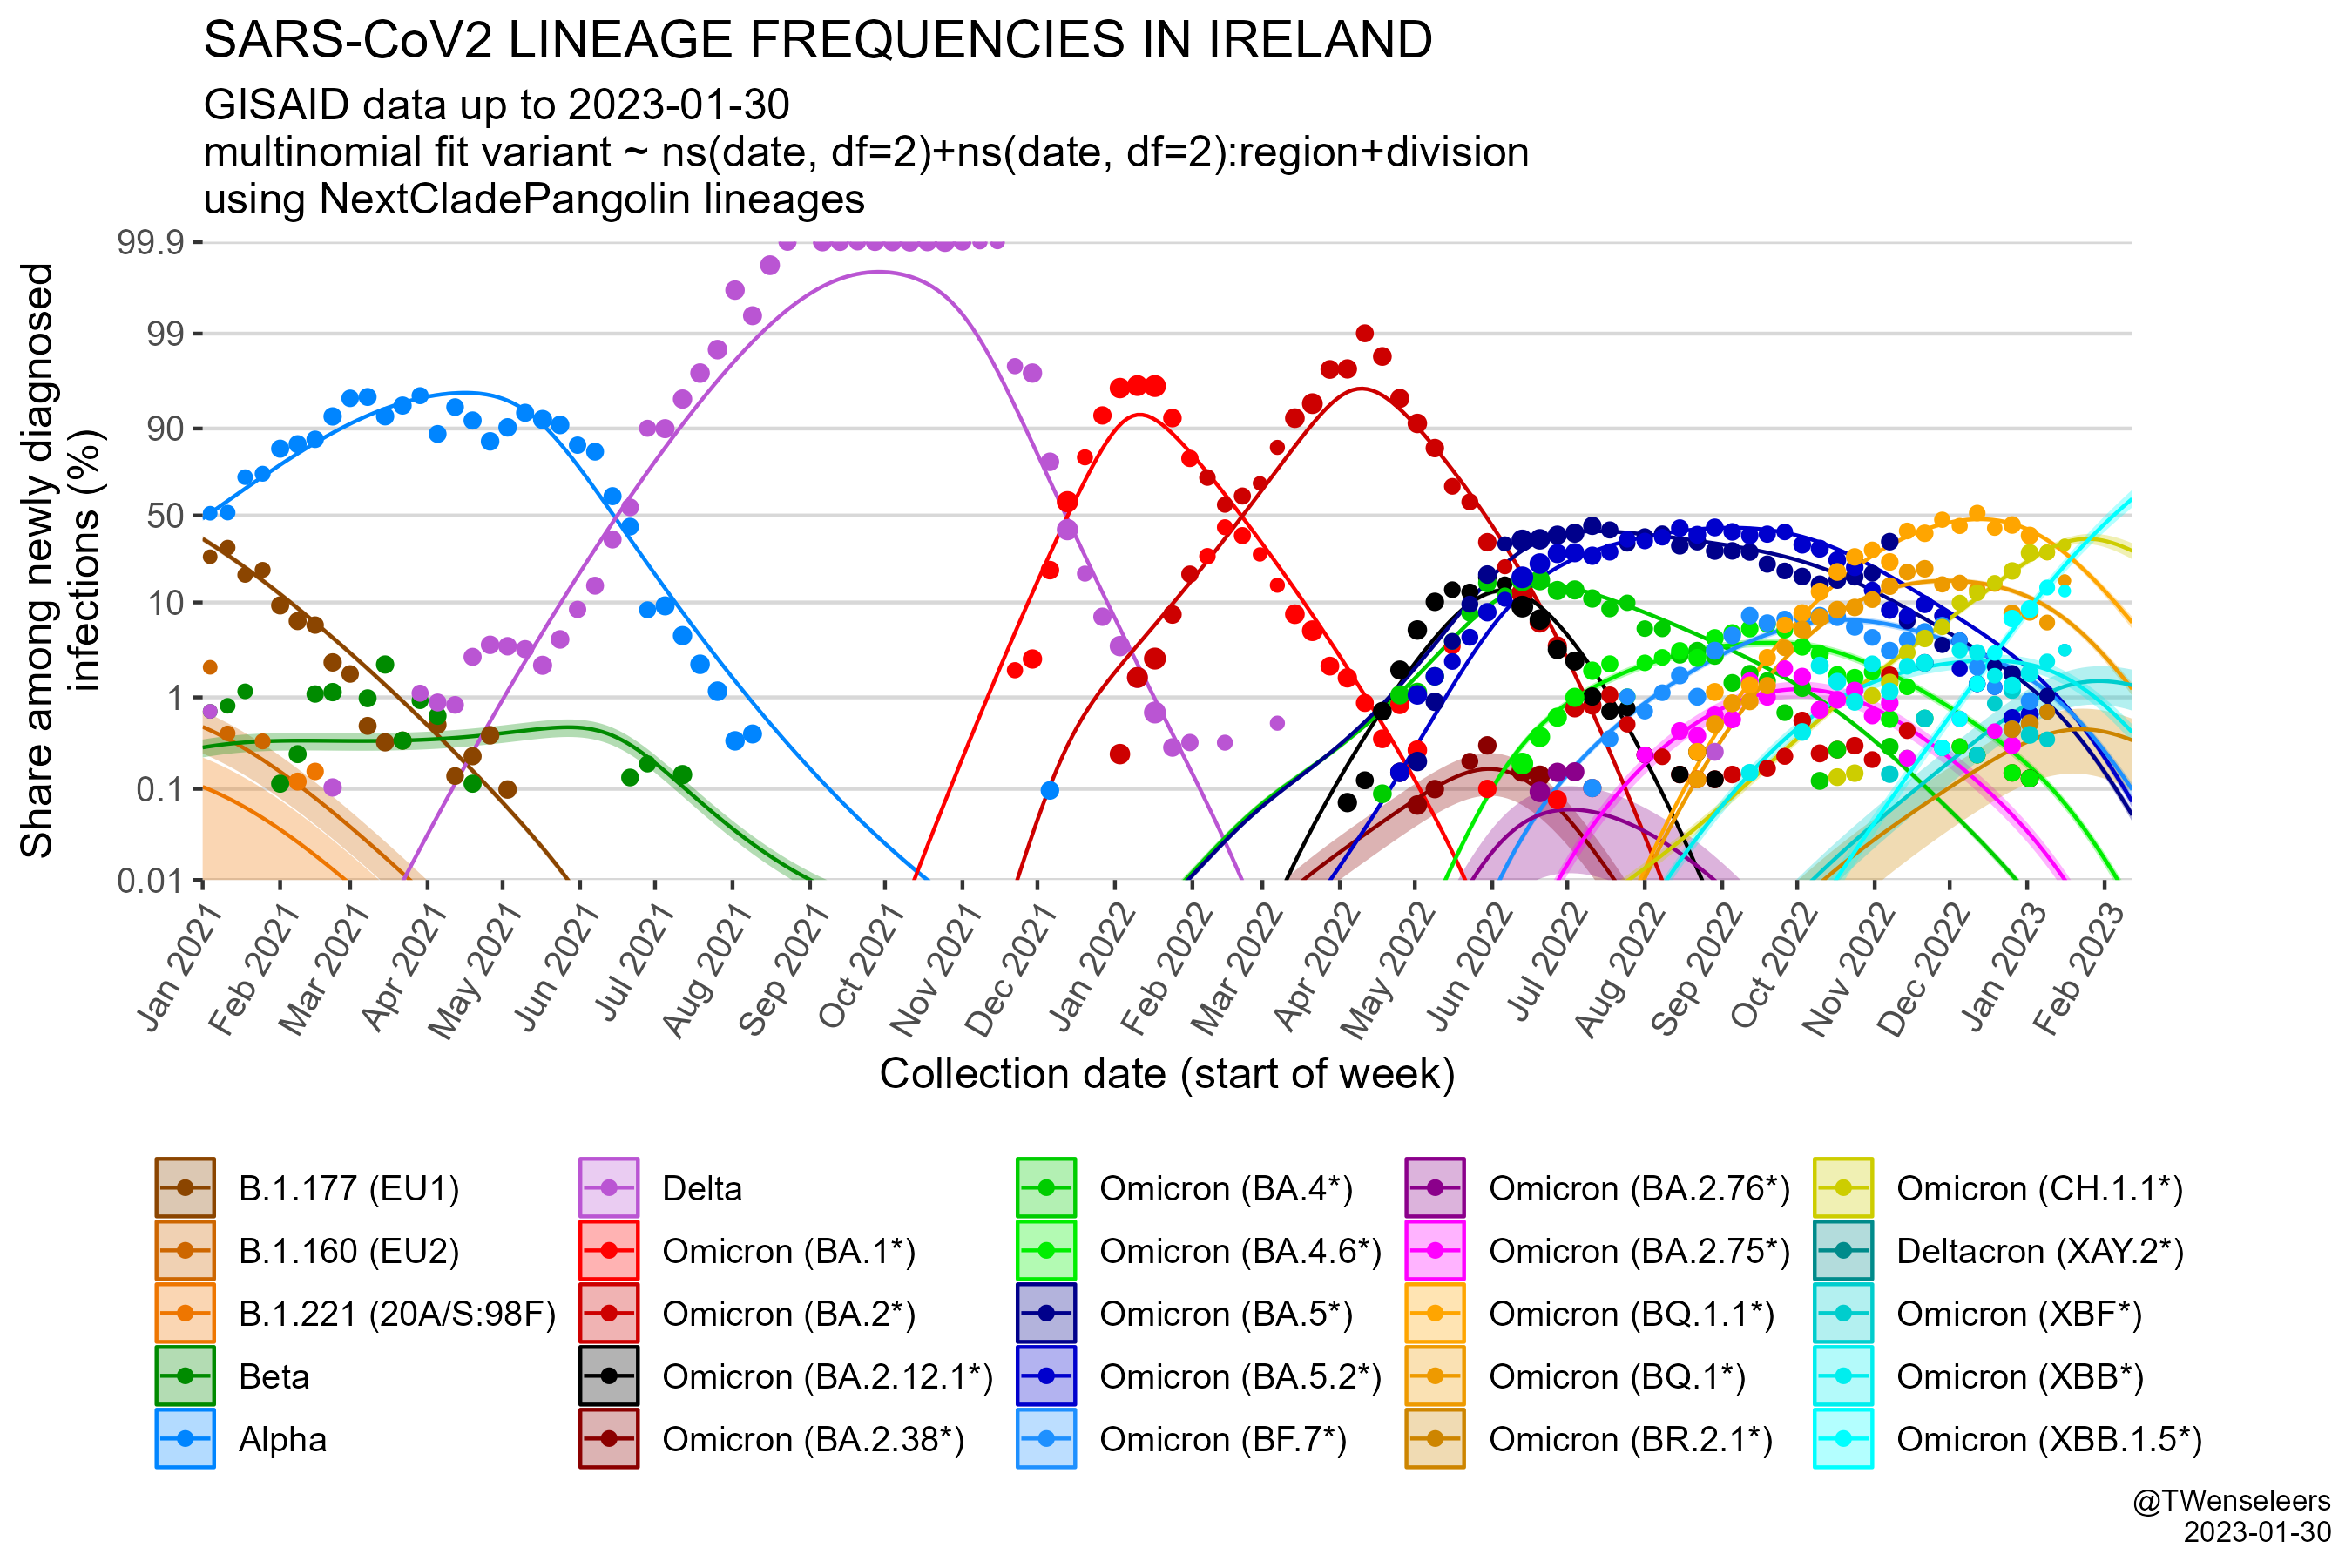 SARS-CoV2 LINEAGE FREQUENCIES IN IRELAND
GISAID data up to 2023-01-30
multinomial fit variant ~ ns(date, df=2)+ns(date, df=2):region+division
using NextCladePangolin lineages
Share among newly diagnosed
infections (%)
99.9
99
90
50
10
1
0.1
0.01
Jan 2021
Feb 2021
Mar 2021
Apr 2021
May 2021
Jun 2021
Jul 2021
Aug 2021
Sep 2021
Oct 2021
Nov 2021
Dec 2021
Jan 2022
Feb 2022
Mar 2022
Apr 2022
May 2022
Jun 2022
Jul 2022
Aug 2022
Sep 2022
Oct 2022
Nov 2022
Dec 2022
Jan 2023
Feb 2023
Collection date (start of week)
B.1.177 (EU1)
B.1.160 (EU2)
B.1.221 (20A/S:98F)
Beta
Alpha
Delta
Omicron (BA.1*)
Omicron (BA.2*)
Omicron (BA.2.12.1*)
Omicron (BA.2.38*)
Omicron (BA.4*)
Omicron (BA.4.6*)
Omicron (BA.5*)
Omicron (BA.5.2*)
Omicron (BF.7*)
Omicron (BA.2.76*)
Omicron (BA.2.75*)
Omicron (BQ.1.1*)
Omicron (BQ.1*)
Omicron (BR.2.1*)
Omicron (CH.1.1*)
Deltacron (XAY.2*)
Omicron (XBF*)
Omicron (XBB*)
Omicron (XBB.1.5*)
@TWenseleers
2023-01-30